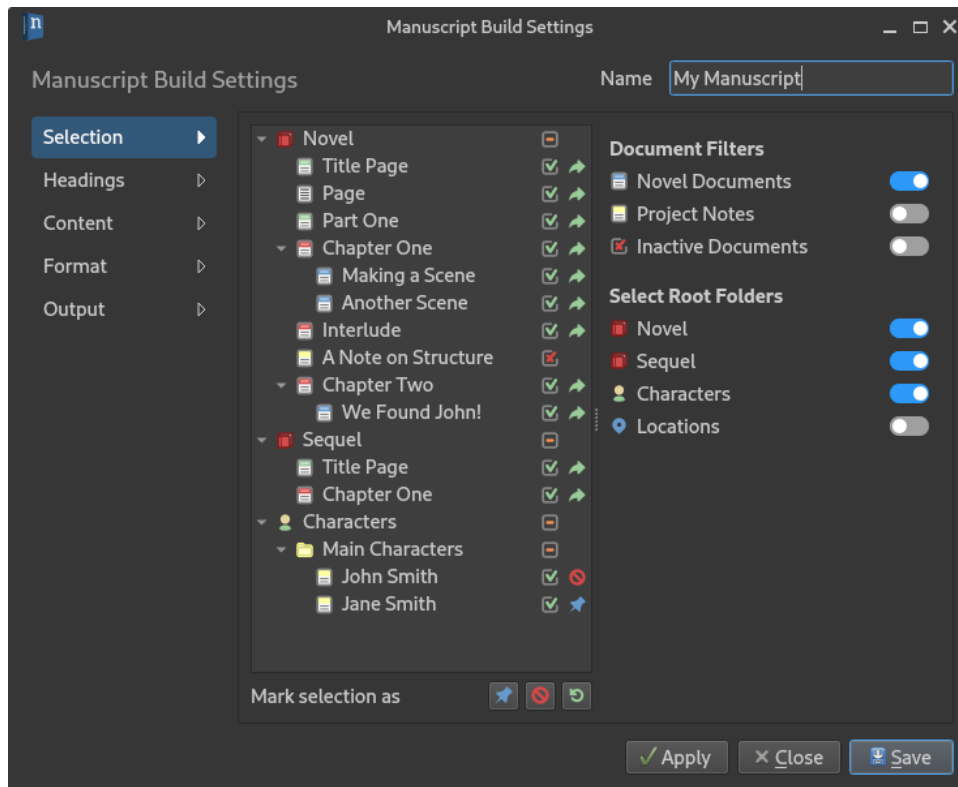 n
Manuscript Build Settings
Manuscript Build Settings
Name My Manuscript
Selection
Headings
Content
Format
Output
Novel
Title Page
Page
Part One
Chapter One
Making a Scene
Another Scene
Interlude
A Note on Structure
Chapter Two
We Found John!
Sequel
Title Page
Chapter One
Characters
Main Characters
John Smith
Jane Smith
Mark selection as
Document Filters
Novel Documents
Project Notes
Inactive Documents
Select Root Folders
Novel
Sequel
Characters
Locations
Apply
Close
Save